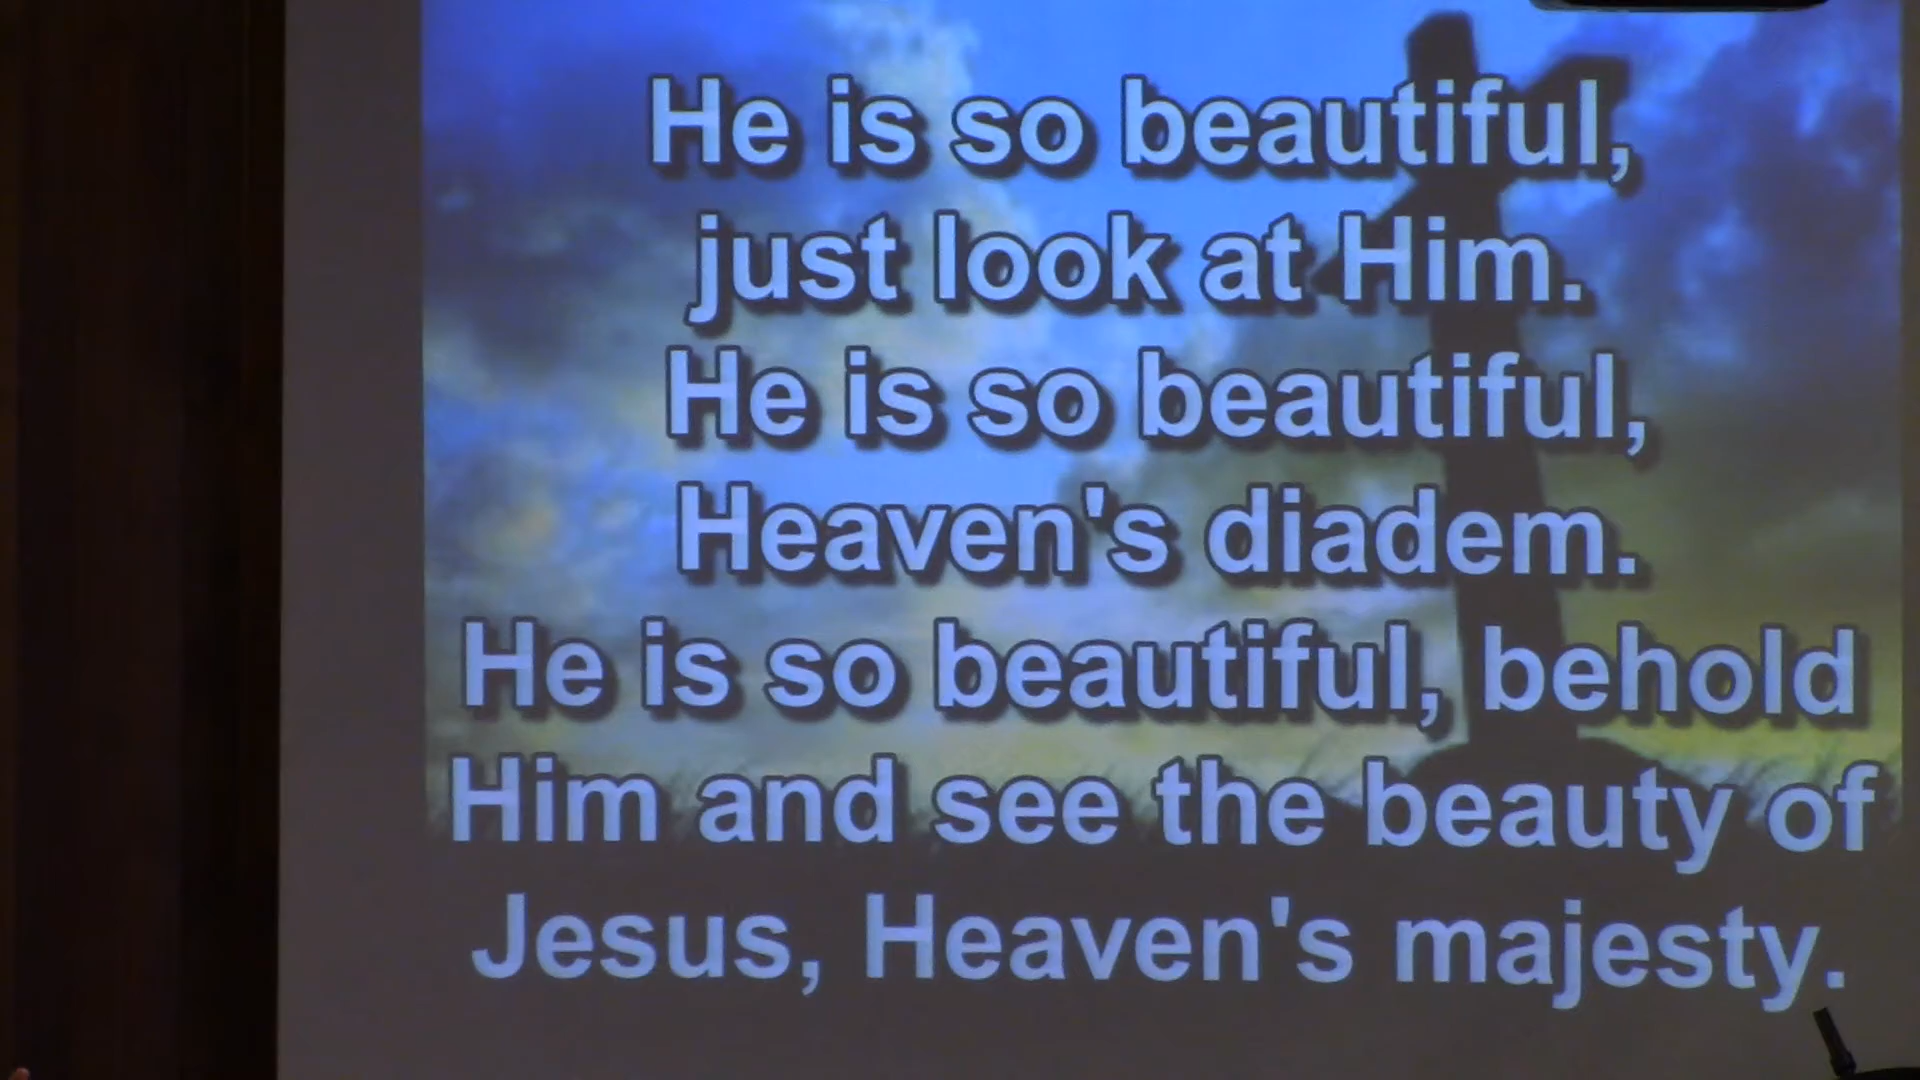 He is so beautiful,
just look at Him.
He is so beautiful,
Heaven's diadem.
He is so beautiful, behold
Him and see the beauty of
Jesus, Heaven's majesty.